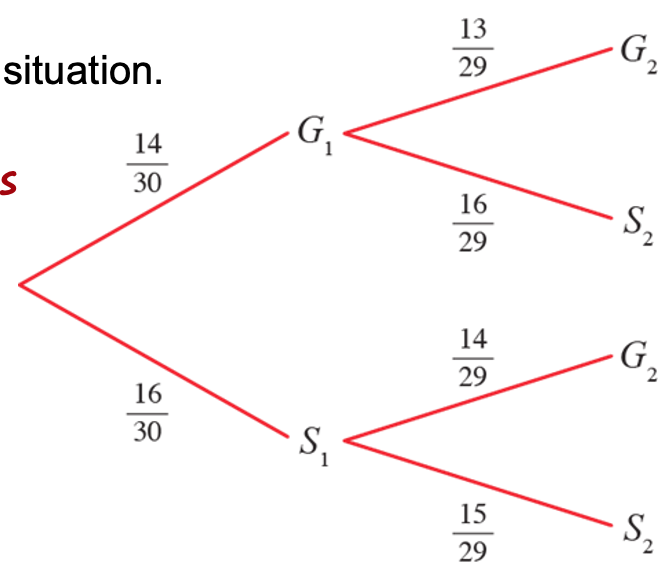 13/29
G₂
situation.
14/30
G₁
s
16/29
S₂
14/29
G₂
16/30
S₁
15/29
S₂